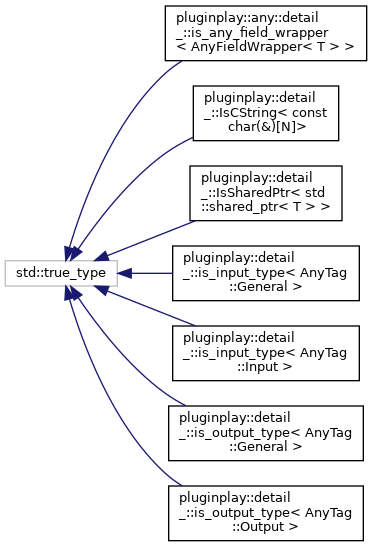 pluginplay::any::detail
_::is_any_field_wrapper
< AnyFieldWrapper< T > >
pluginplay::detail
_::IsCString< const
char(&)[N]>
pluginplay::detail
_::IsSharedPtr< std
::shared_ptr< T > >
std::true_type
pluginplay::detail
_::is_input_type< AnyTag
::General >
pluginplay::detail
_::is_input_type< AnyTag
::Input >
pluginplay::detail
_::is_output_type< AnyTag
::General >
pluginplay::detail
_::is_output_type< AnyTag
::Output >